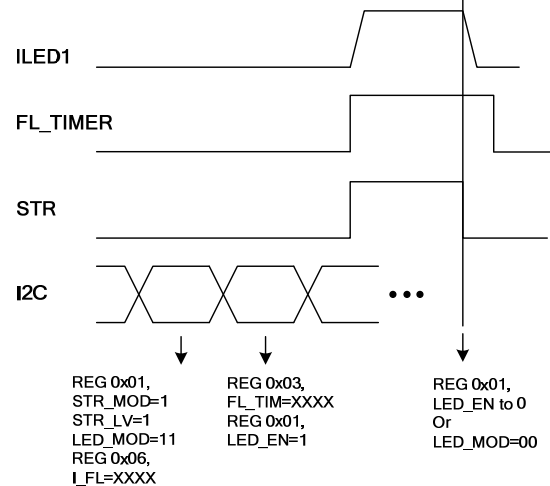 ILED1
FL_TIMER
STR
I2C
REG 0x01,
STR_MOD=1
STR_LV=1
LED_MOD=11
REG 0x06,
I_FL=XXXX
REG 0x03,
FL_TIM=XXXX
REG 0x01,
LED_EN=1
REG 0x01,
LED_EN to 0
Or
LED_MOD=00